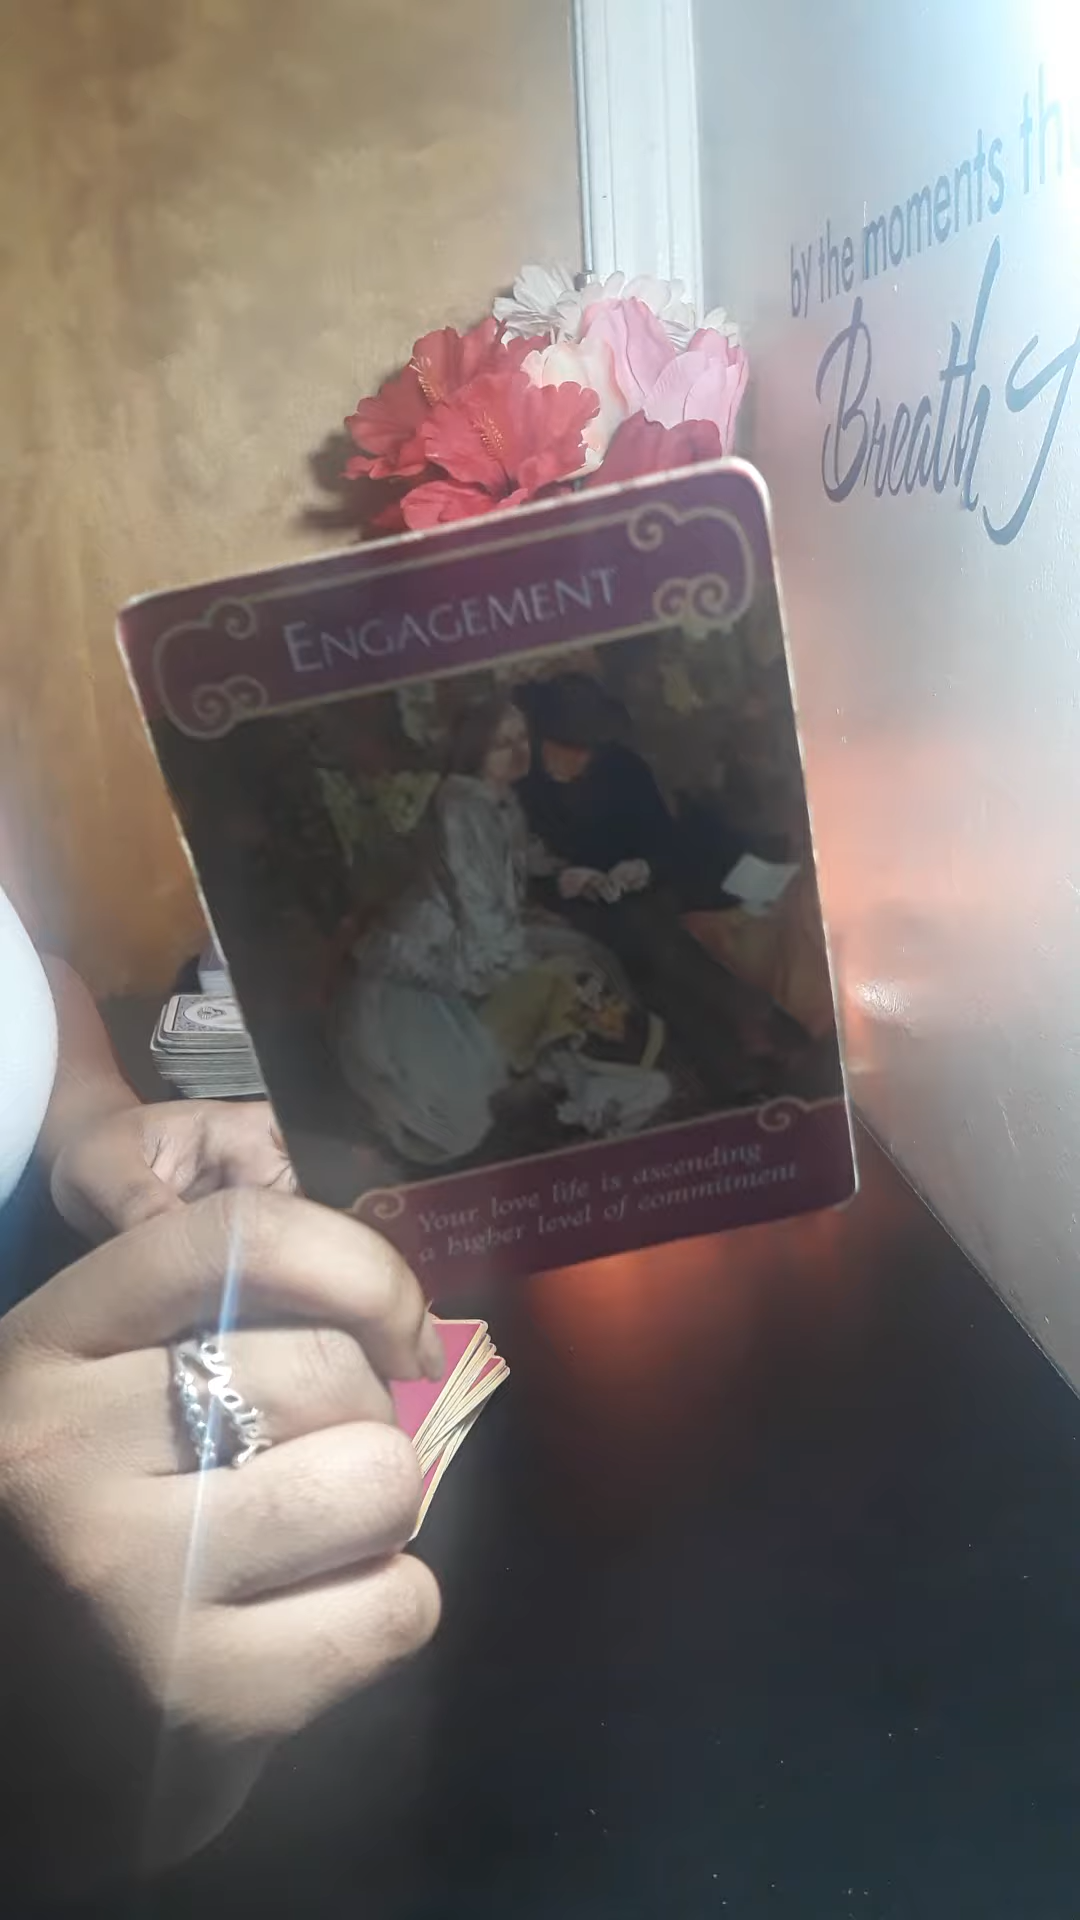 by the moments th
Breath
ENGAGEMENT
Your love life is ascending
a higher level of commitment